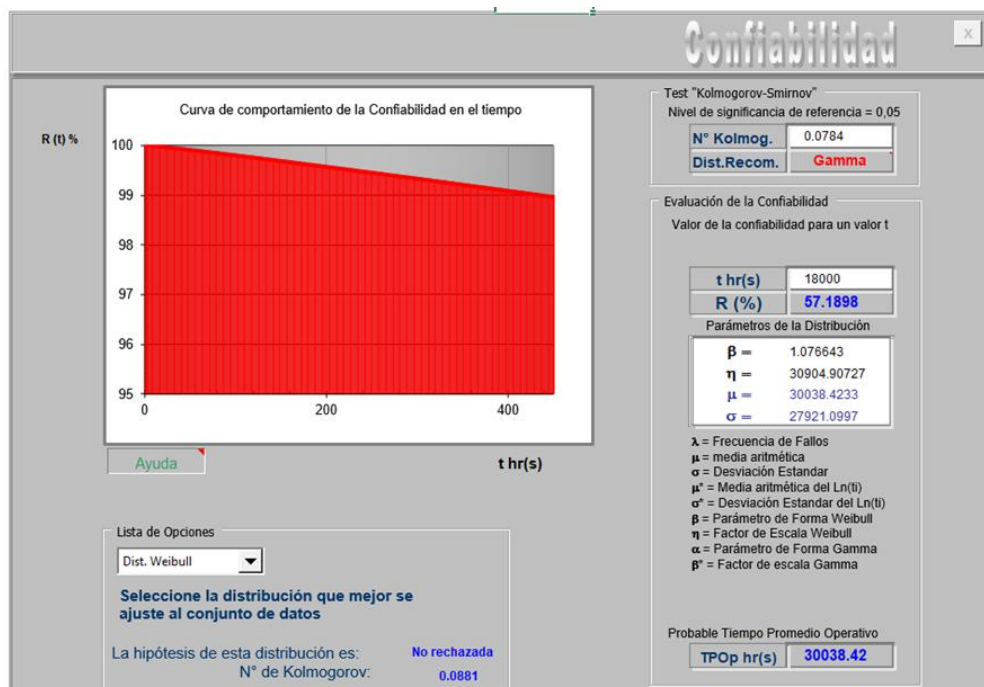 Confiabilidad
X
Curva de comportamiento de la Confiabilidad en el tiempo
R (t) %
100
99
98
97
96
95
0
200
400
Ayuda
t hr(s)
Lista de Opciones
Dist. Weibull
Seleccione la distribución que mejor se
ajuste al conjunto de datos
La hipótesis de esta distribución es: No rechazada
N° de Kolmogorov: 0.0881
Test "Kolmogorov-Smirnov"
Nivel de significancia de referencia = 0,05
N° Kolmog. 0.0784
Dist.Recom. Gamma
Evaluación de la Confiabilidad
Valor de la confiabilidad para un valor t
t hr(s) 18000
R (%) 57.1898
Parámetros de la Distribución
β = 1.076643
η = 30904.90727
μ = 30038.4233
σ = 27921.0997
λ = Frecuencia de Fallos
μ = media aritmética
σ = Desviación Estandar
μ* = Media aritmética del Ln(ti)
σ* = Desviación Estandar del Ln(ti)
β = Parámetro de Forma Weibull
η = Factor de Escala Weibull
α = Parámetro de Forma Gamma
β* = Factor de escala Gamma
Probable Tiempo Promedio Operativo
TPOp hr(s) 30038.42